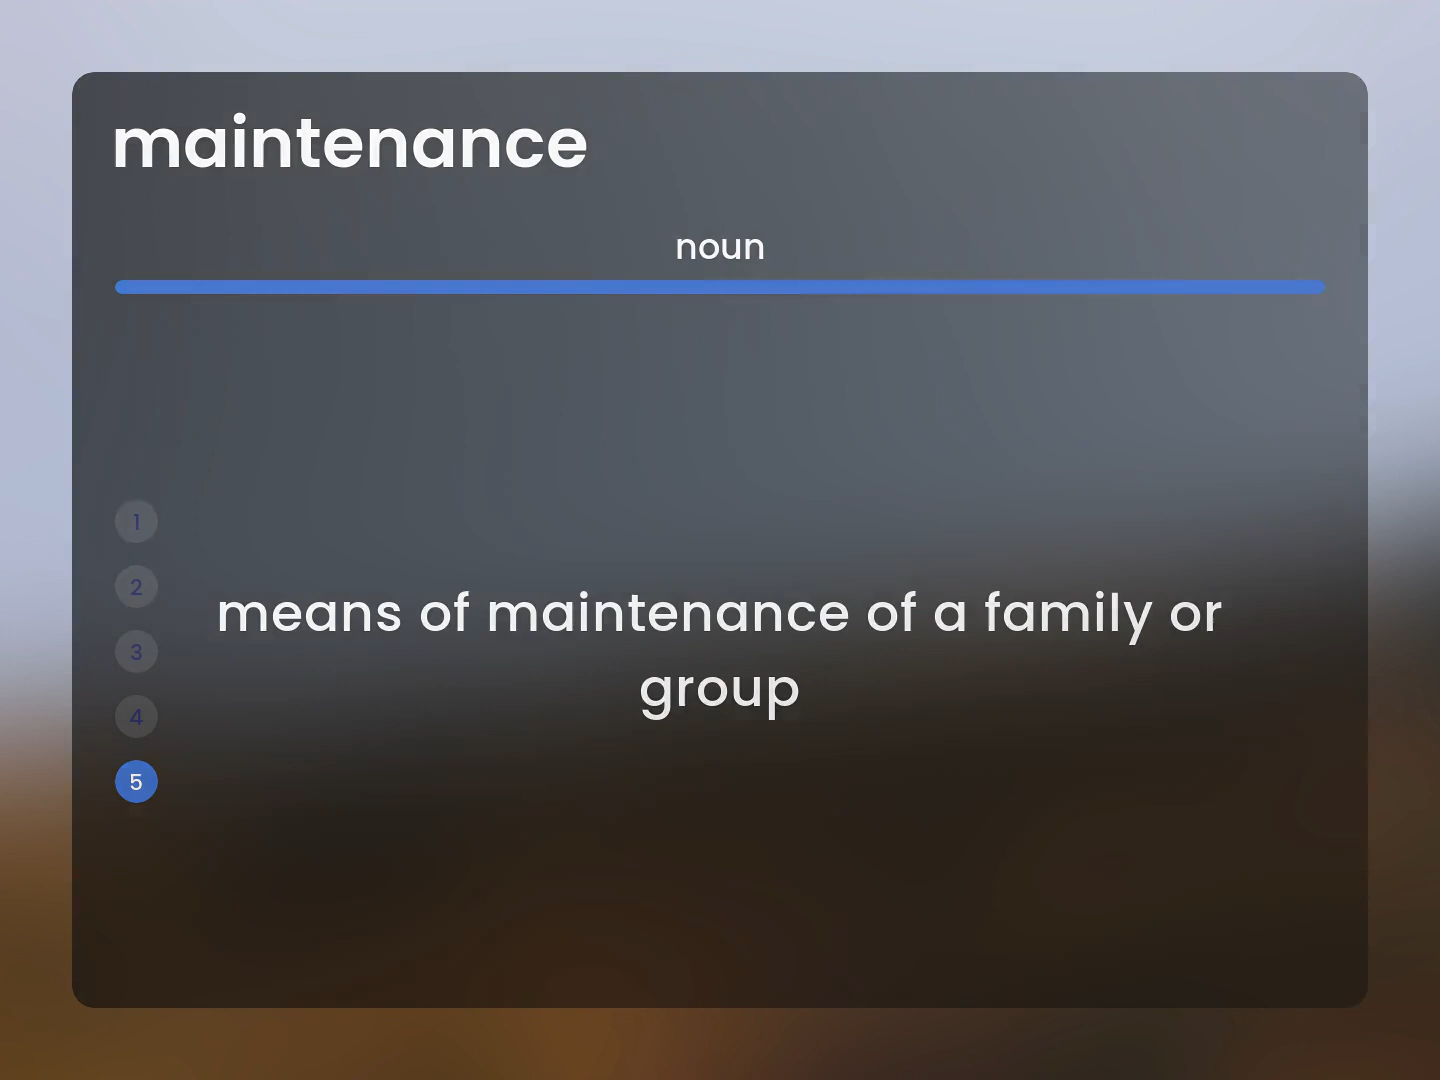 maintenance
noun
1
2
means of maintenance of a family or
3
group
4
5